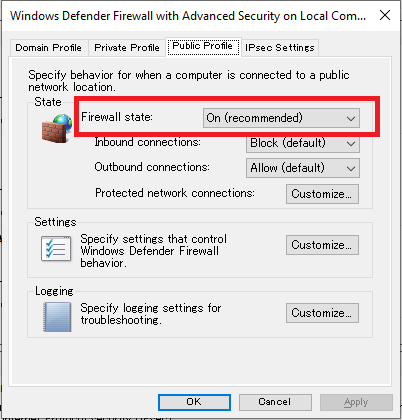 Windows Defender Firewall with Advanced Security on Local Com...
Domain Profile Private Profile Public Profile IPsec Settings
Specify behavior for when a computer is connected to a public
network location.
State
Firewall state: On (recommended)
Inbound connections: Block (default)
Outbound connections: Allow (default)
Protected network connections: Customize...
Settings
Specify settings that control
Windows Defender Firewall
behavior.
Customize...
Logging
Specify logging settings for
troubleshooting.
Customize...
OK Cancel Apply